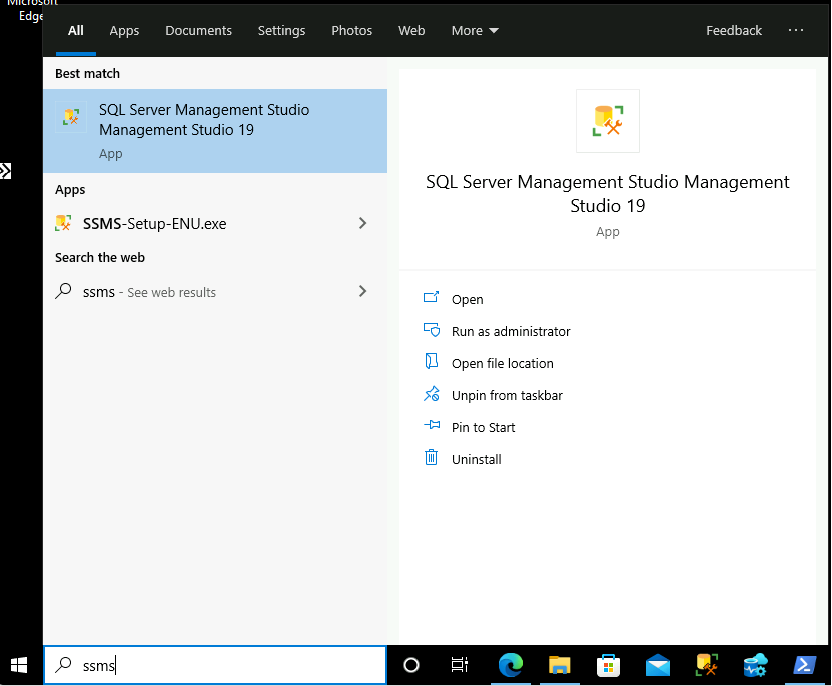 Microsoft
Edge
All Apps Documents Settings Photos Web More Feedback ...
Best match
SQL Server Management Studio
Management Studio 19
App
Apps
SSMS-Setup-ENU.exe
Search the web
ssms - See web results
SQL Server Management Studio Management
Studio 19
App
Open
Run as administrator
Open file location
Unpin from taskbar
Pin to Start
Uninstall
ssms